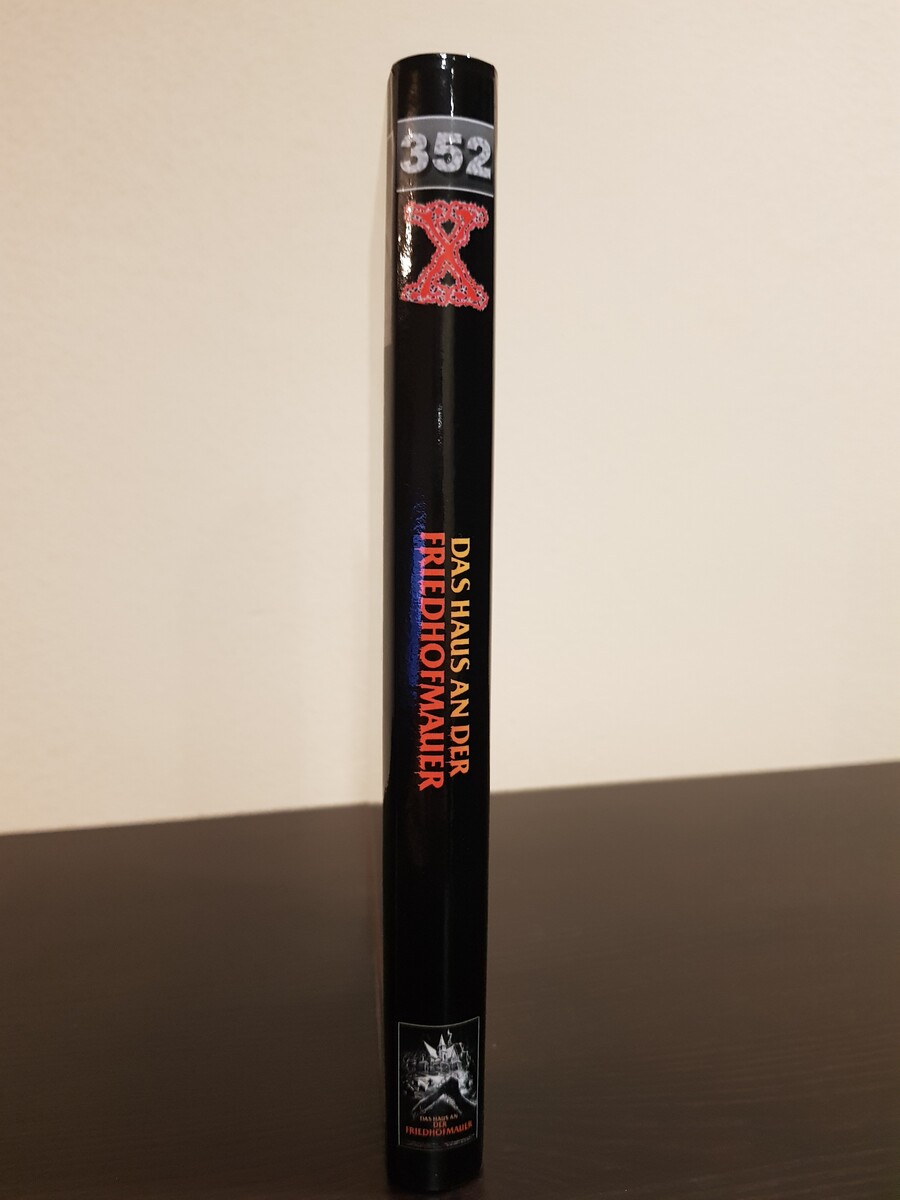 352
X
DAS HAUS AN DER
FRIEDHOFMAUER
DAS HAUS AN
DER
FRIEDHOFMAUER